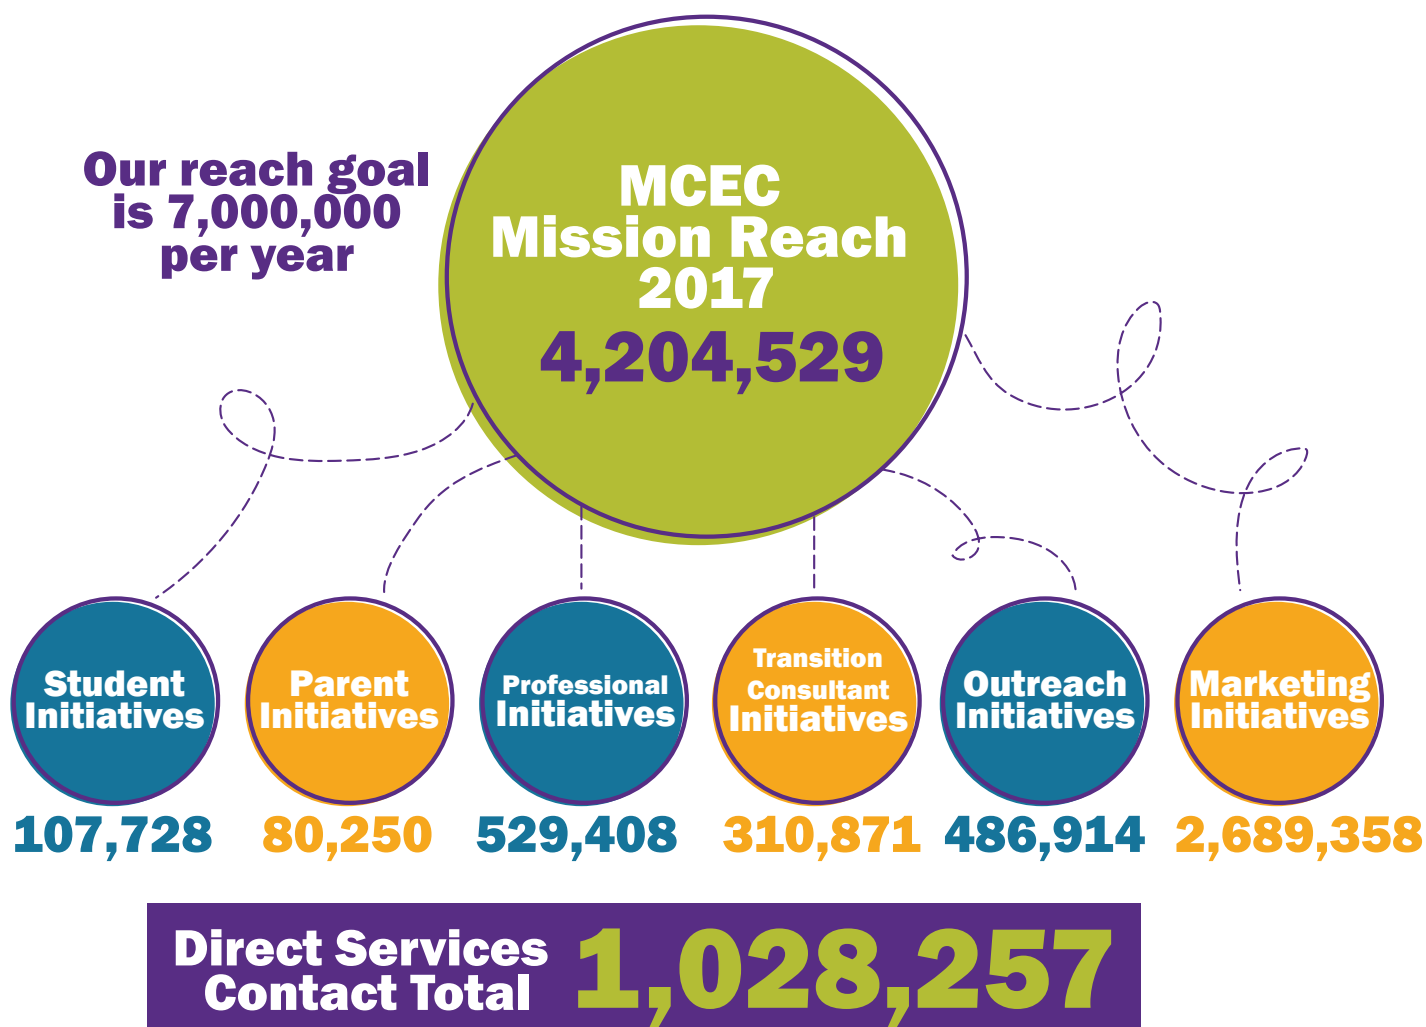 Our reach goal
is 7,000,000
per year
MCEC
Mission Reach
2017
4,204,529
Student
Initiatives
107,728
Parent
Initiatives
80,250
Professional
Initiatives
529,408
Transition
Consultant
Initiatives
310,871
Outreach
Initiatives
486,914
Marketing
Initiatives
2,689,358
Direct Services
Contact Total
1,028,257